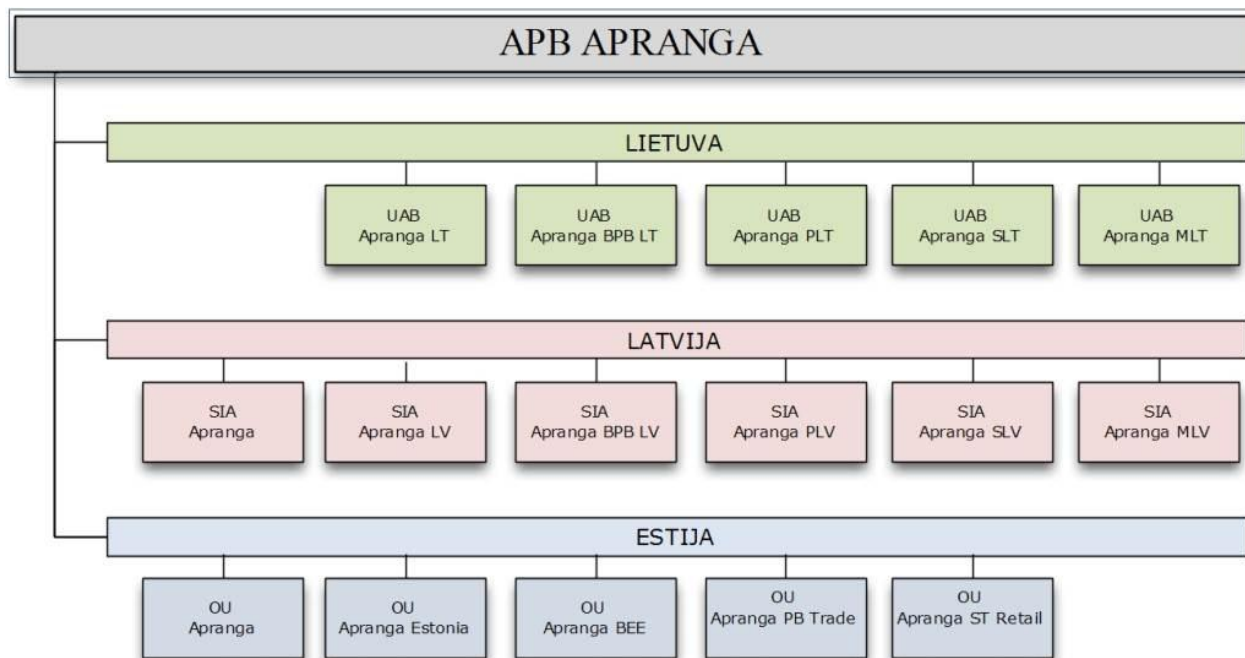 APB APRANGA
LIETUVA
UAB
Apranga LT
UAB
Apranga BPB LT
UAB
Apranga PLT
UAB
Apranga SLT
UAB
Apranga MLT
LATVIJA
SIA
Apranga
SIA
Apranga LV
SIA
Apranga BPB LV
SIA
Apranga PLV
SIA
Apranga SLV
SIA
Apranga MLV
ESTIJA
OU
Apranga
OU
Apranga Estonia
OU
Apranga BEE
OU
Apranga PB Trade
OU
Apranga ST Retail